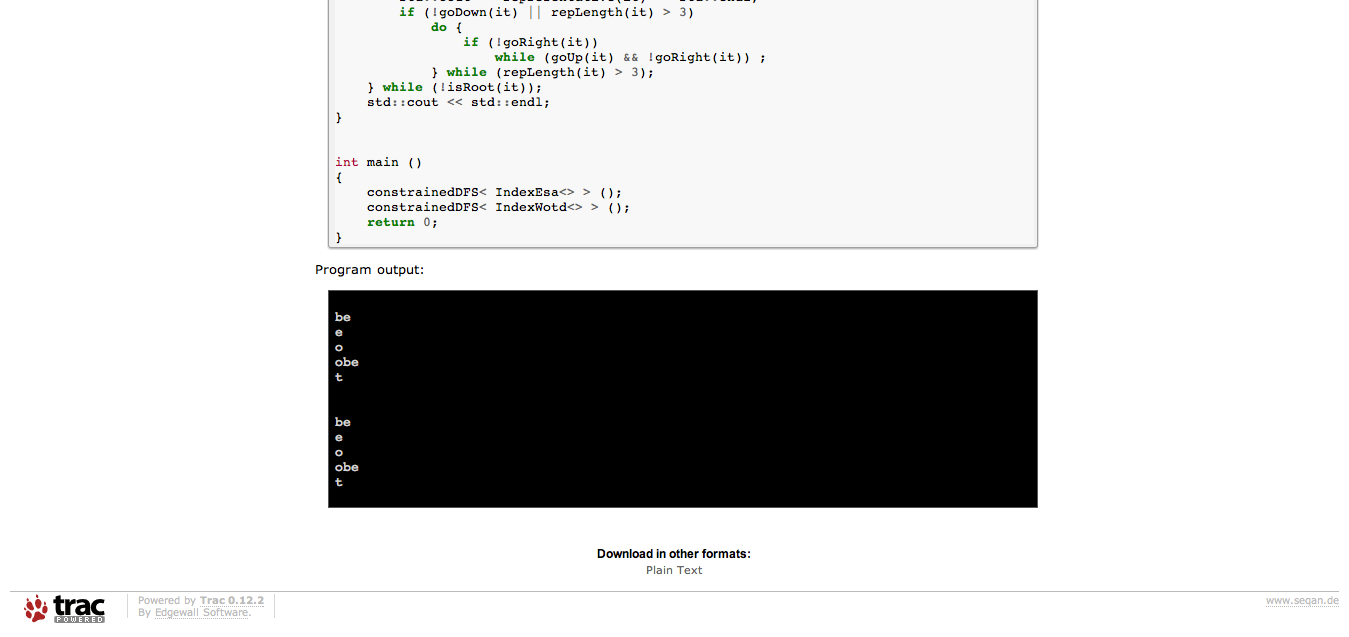 if (!goDown(it) || repLength(it) > 3)
do {
if (!goRight(it))
while (goUp(it) && !goRight(it)) ;
} while (repLength(it) > 3);
} while (!isRoot(it));
std::cout << std::endl;
}
int main ()
{
constrainedDFS< IndexEsa<> > ();
constrainedDFS< IndexWotd<> > ();
return 0;
}
Program output:
be
e
o
obe
t
be
e
o
obe
t
Download in other formats:
Plain Text
trac
POWERED
Powered by Trac 0.12.2
By Edgewall Software.
www.seqan.de